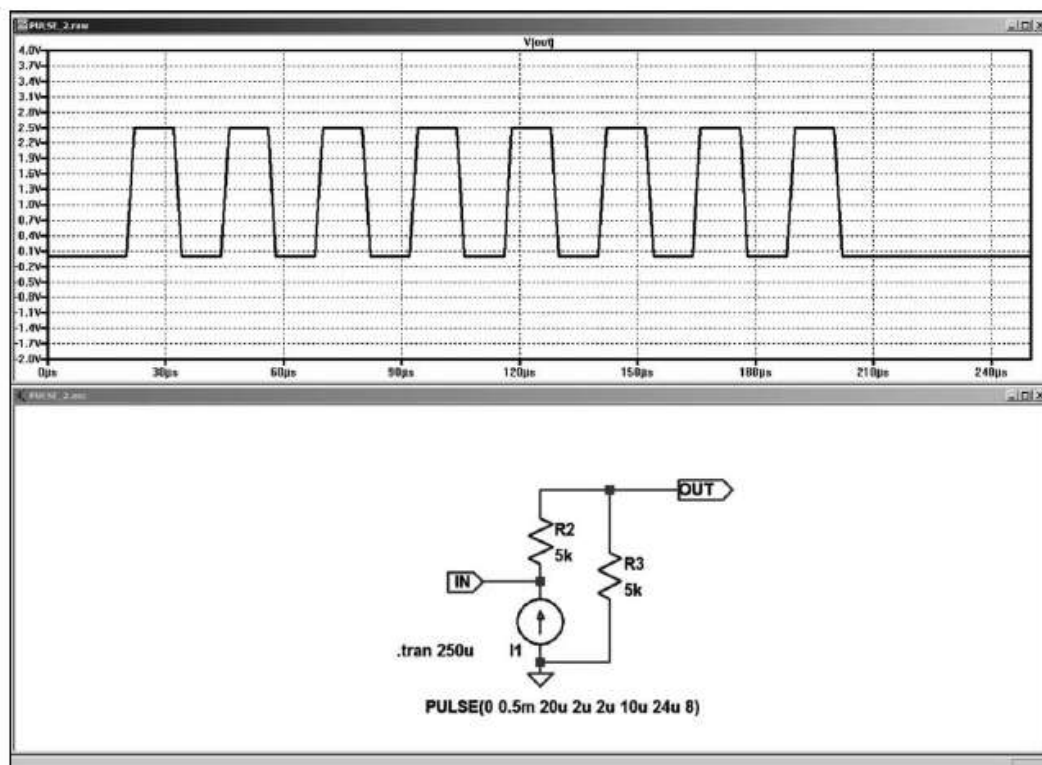 PULSE_2.raw
V[out]
4.0V
3.7V
3.4V
3.1V
2.8V
2.5V
2.2V
1.9V
1.6V
1.3V
1.0V
0.7V
0.4V
0.1V
-0.2V
-0.5V
-0.8V
-1.1V
-1.4V
-1.7V
-2.0V
0µs 30µs 60µs 90µs 120µs 150µs 180µs 210µs 240µs
PULSE_2.asc
OUT
R2
5k
R3
5k
IN
.tran 250u I1
PULSE(0 0.5m 20u 2u 2u 10u 24u 8)